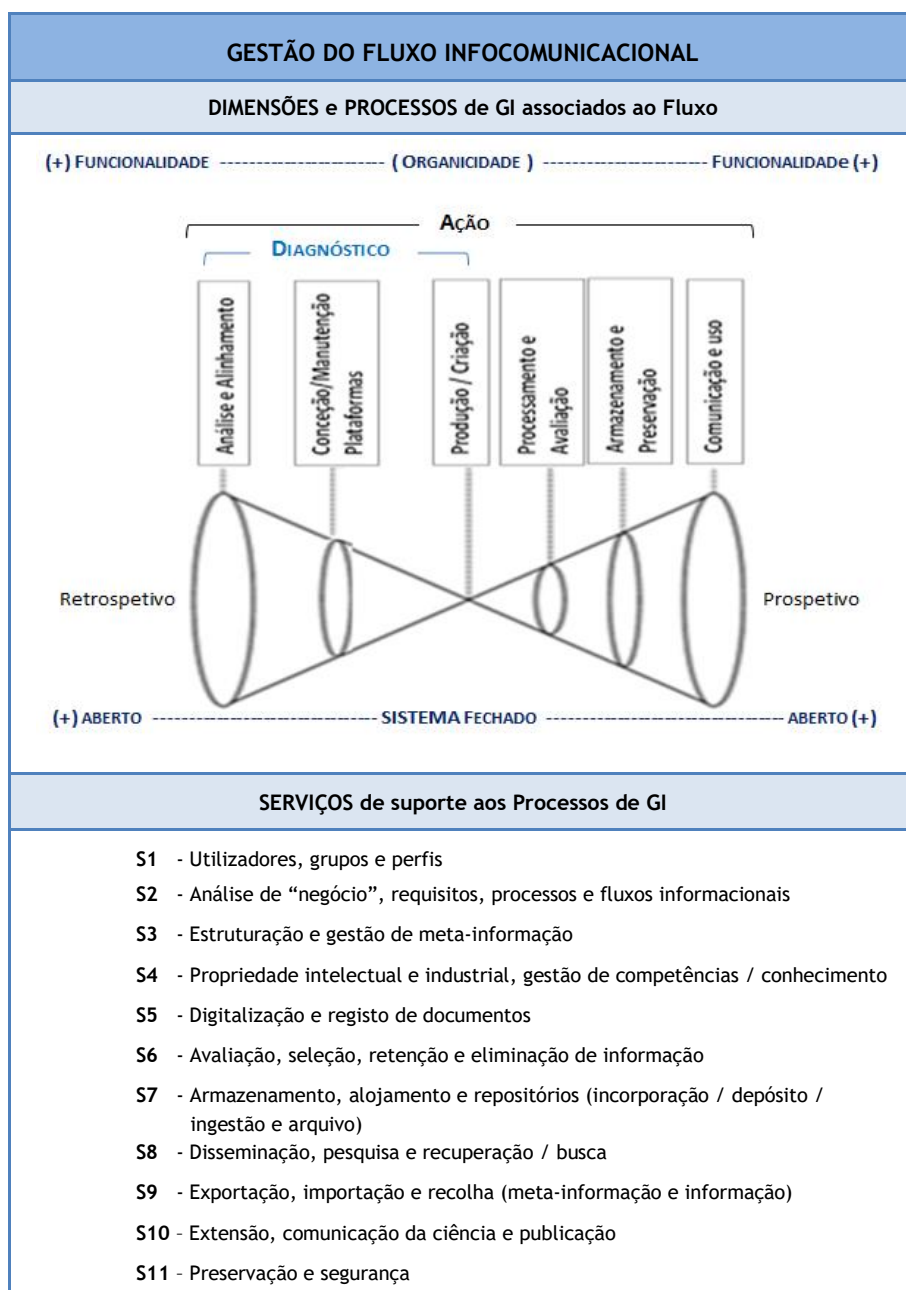 GESTÃO DO FLUXO INFOCOMUNICACIONAL
DIMENSÕES e PROCESSOS de GI associados ao Fluxo
(+) FUNCIONALIDADE ---------------------- ( ORGANICIDADE ) ---------------------- FUNCIONALIDADe (+)
AÇÃO
DIAGNÓSTICO
Análise e Alinhamento
Conceção/Manutenção
Plataformas
Produção / Criação
Processamento e
Avaliação
Armazenamento e
Preservação
Comunicação e uso
Retrospetivo
Prospetivo
(+) ABERTO ------------------------------ SISTEMA FECHADO ------------------------------ ABERTO (+)
SERVIÇOS de suporte aos Processos de GI
S1 - Utilizadores, grupos e perfis
S2 - Análise de “negócio”, requisitos, processos e fluxos informacionais
S3 - Estruturação e gestão de meta-informação
S4 - Propriedade intelectual e industrial, gestão de competências / conhecimento
S5 - Digitalização e registo de documentos
S6 - Avaliação, seleção, retenção e eliminação de informação
S7 - Armazenamento, alojamento e repositórios (incorporação / depósito /
ingestão e arquivo)
S8 - Disseminação, pesquisa e recuperação / busca
S9 - Exportação, importação e recolha (meta-informação e informação)
S10 – Extensão, comunicação da ciência e publicação
S11 – Preservação e segurança